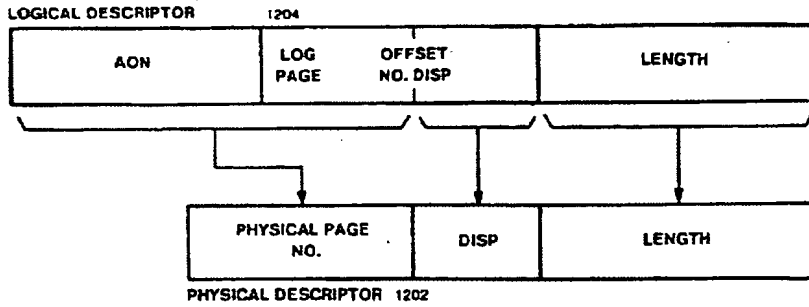 LOGICAL DESCRIPTOR 1204
AON
LOG OFFSET
PAGE NO. DISP
LENGTH
PHYSICAL PAGE
NO.
DISP
LENGTH
PHYSICAL DESCRIPTOR 1202